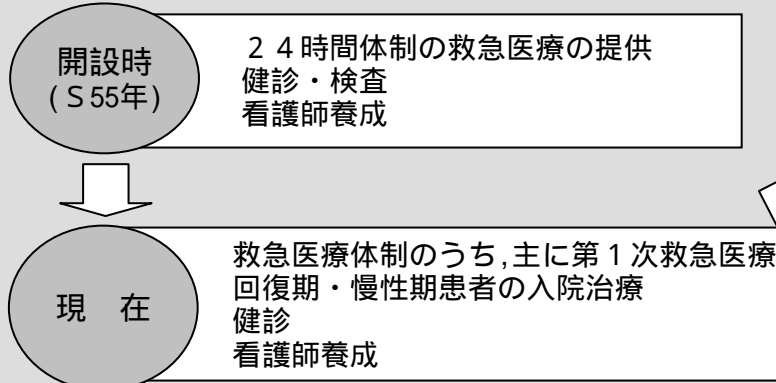 開設時
(Ｓ55年)
２４時間体制の救急医療の提供
健診・検査
看護師養成
現　在
救急医療体制のうち,主に第１次救急医療
回復期・慢性期患者の入院治療
健診
看護師養成